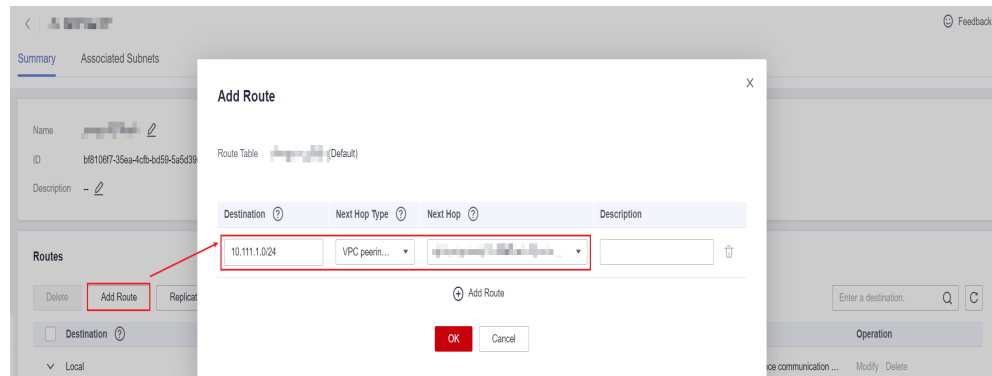 Feedback
Summary Associated Subnets
Add Route
X
Name
Route Table (Default)
ID bf8106f7-35ea-4cfb-bd59-5a5d39
Description --
Destination Next Hop Type Next Hop Description
10.111.1.0/24 VPC peerin...
Routes
Add Route
Delete Add Route Replicat Enter a destination.
OK Cancel
Destination Operation
Local ce communication ... Modify Delete